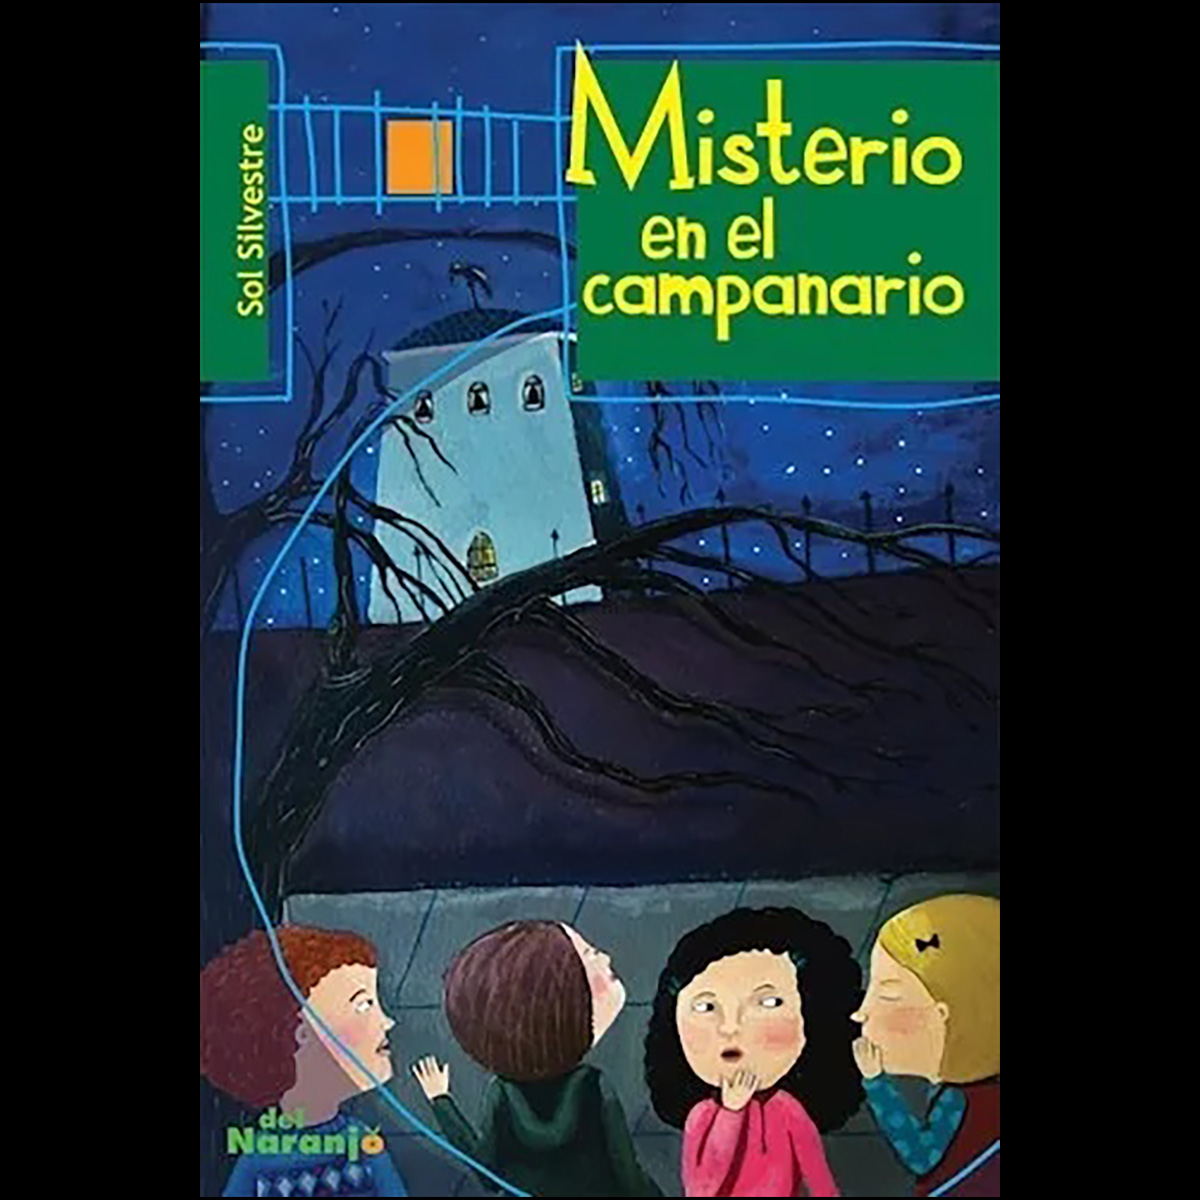 Sol Silvestre
Misterio
en el
campanario
del
Naranjo